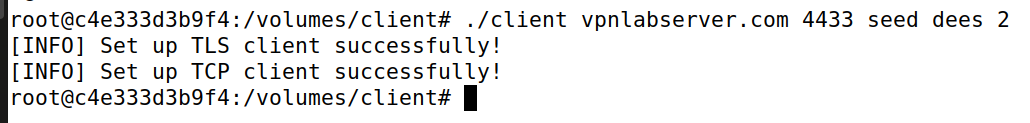 root@c4e333d3b9f4:/volumes/client# ./client vpnlabserver.com 4433 seed dees 2
[INFO] Set up TLS client successfully!
[INFO] Set up TCP client successfully!
root@c4e333d3b9f4:/volumes/client#